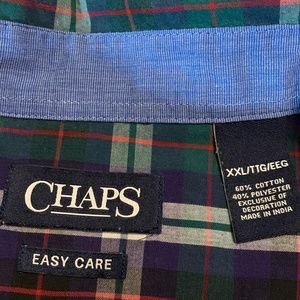 CHAPS
EASY CARE
XXL/TTG/EEG
60% COTTON
40% POLYESTER
EXCLUSIVE OF
DECORATION
MADE IN INDIA